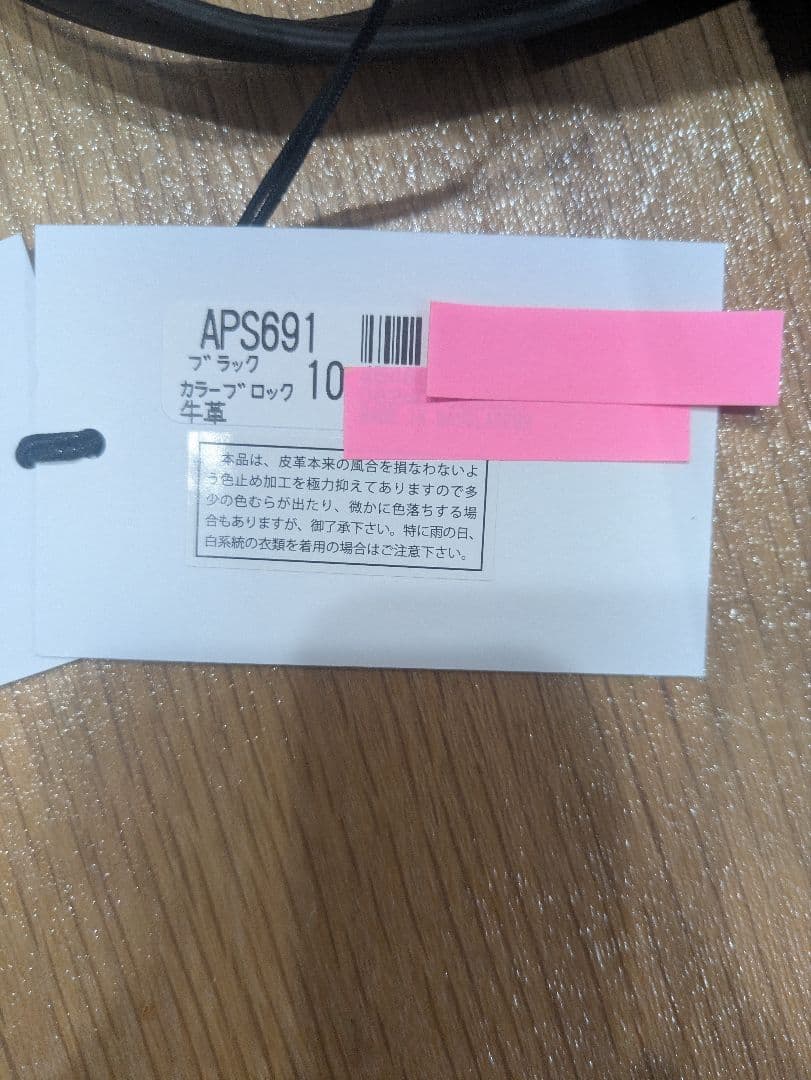 APS691
ブラック
カラーブロック 10
牛革
本品は、皮革本来の風合を損なわないよ
う色止め加工を極力抑えてありますので多
少の色むらが出たり、微かに色落ちする場
合もありますが、御了承下さい。特に雨の日、
白系統の衣類を着用の場合はご注意下さい。